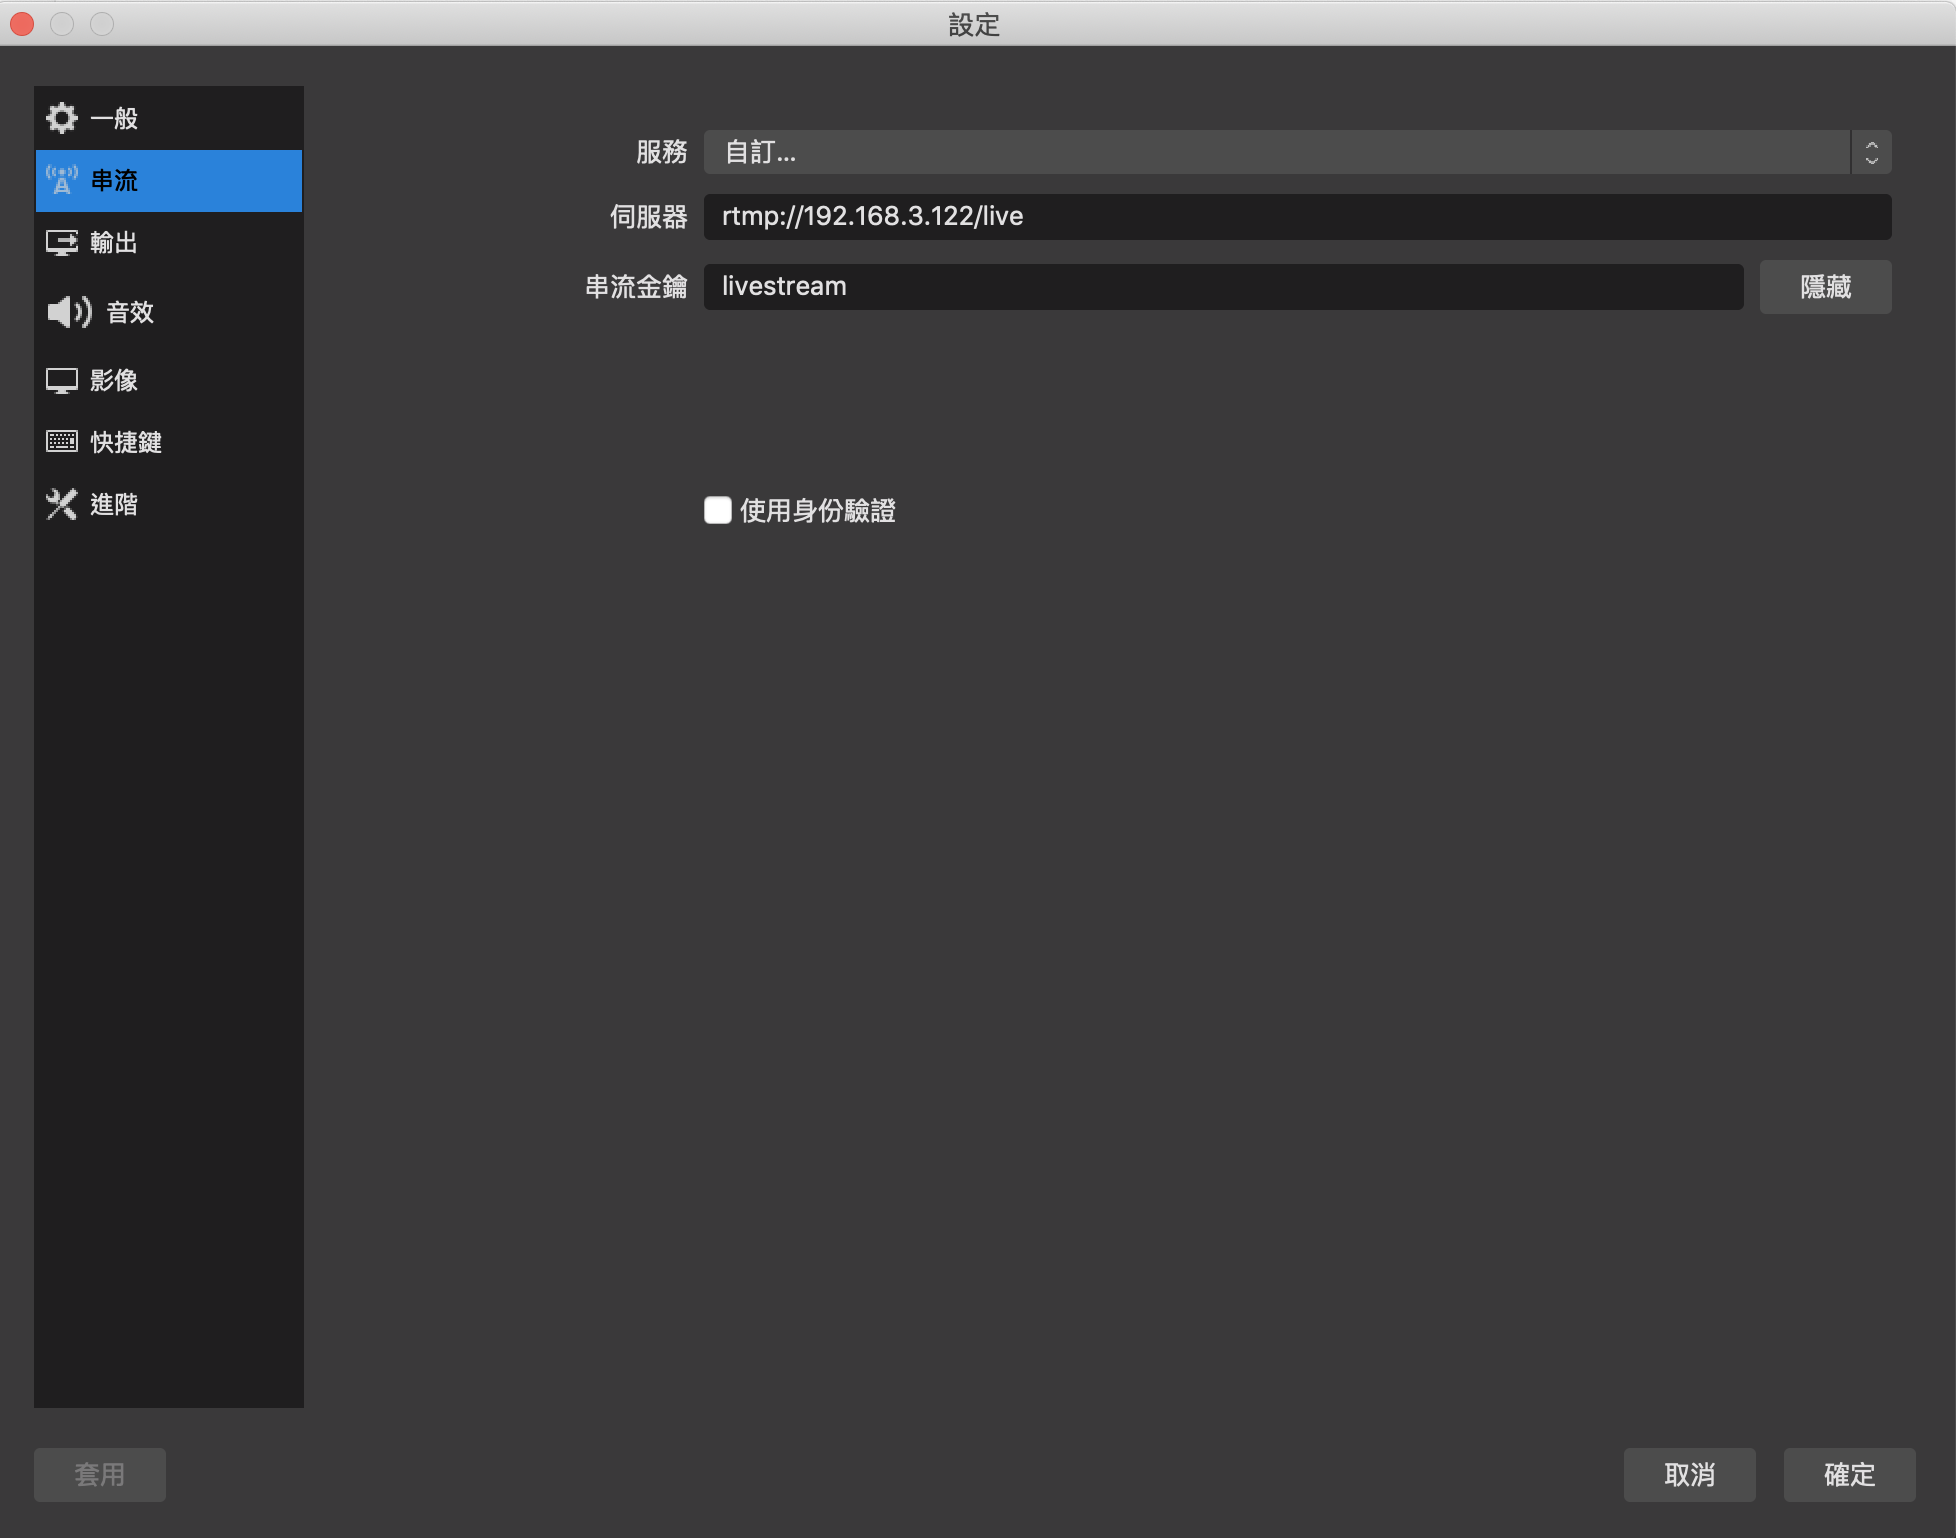 設定
一般
串流
輸出
音效
影像
快捷鍵
進階
服務 自訂...
伺服器 rtmp://192.168.3.122/live
串流金鑰 livestream 隱藏
使用身份驗證
套用 取消 確定